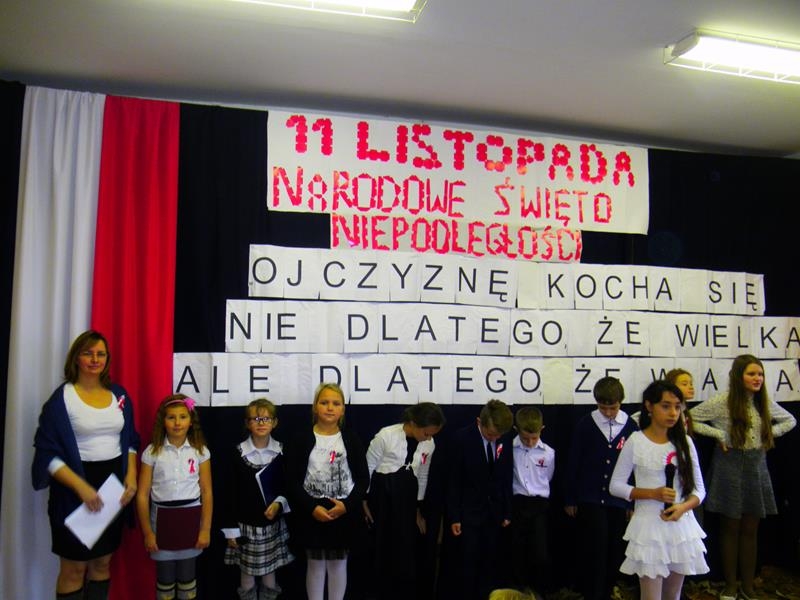 11 LISTOPADA
NARODOWE ŚWIĘTO
NIEPODLEGŁOŚCI
OJCZYZNĘ KOCHA SIĘ
NIE DLATEGO, ŻE WIELKA
ALE DLATEGO, ŻE